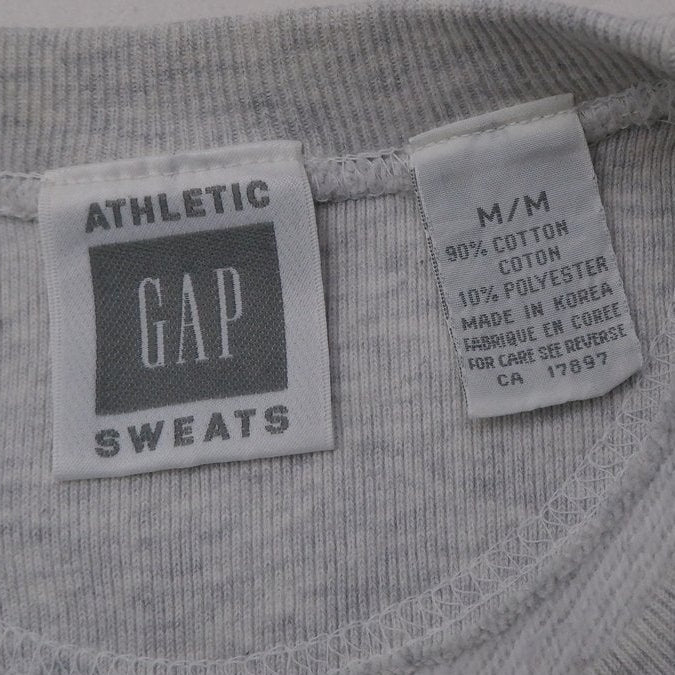 ATHLETIC
GAP
SWEATS
M/M
90% COTTON
COTON
10% POLYESTER
MADE IN KOREA
FABRIQUE EN COREE
FOR CARE SEE REVERSE
CA 17897